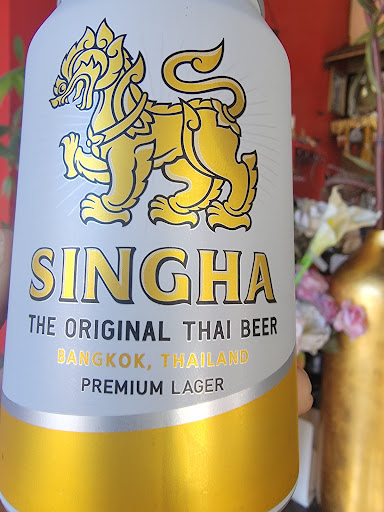 SINGHA
THE ORIGINAL THAI BEER
BANGKOK, THAILAND
PREMIUM LAGER